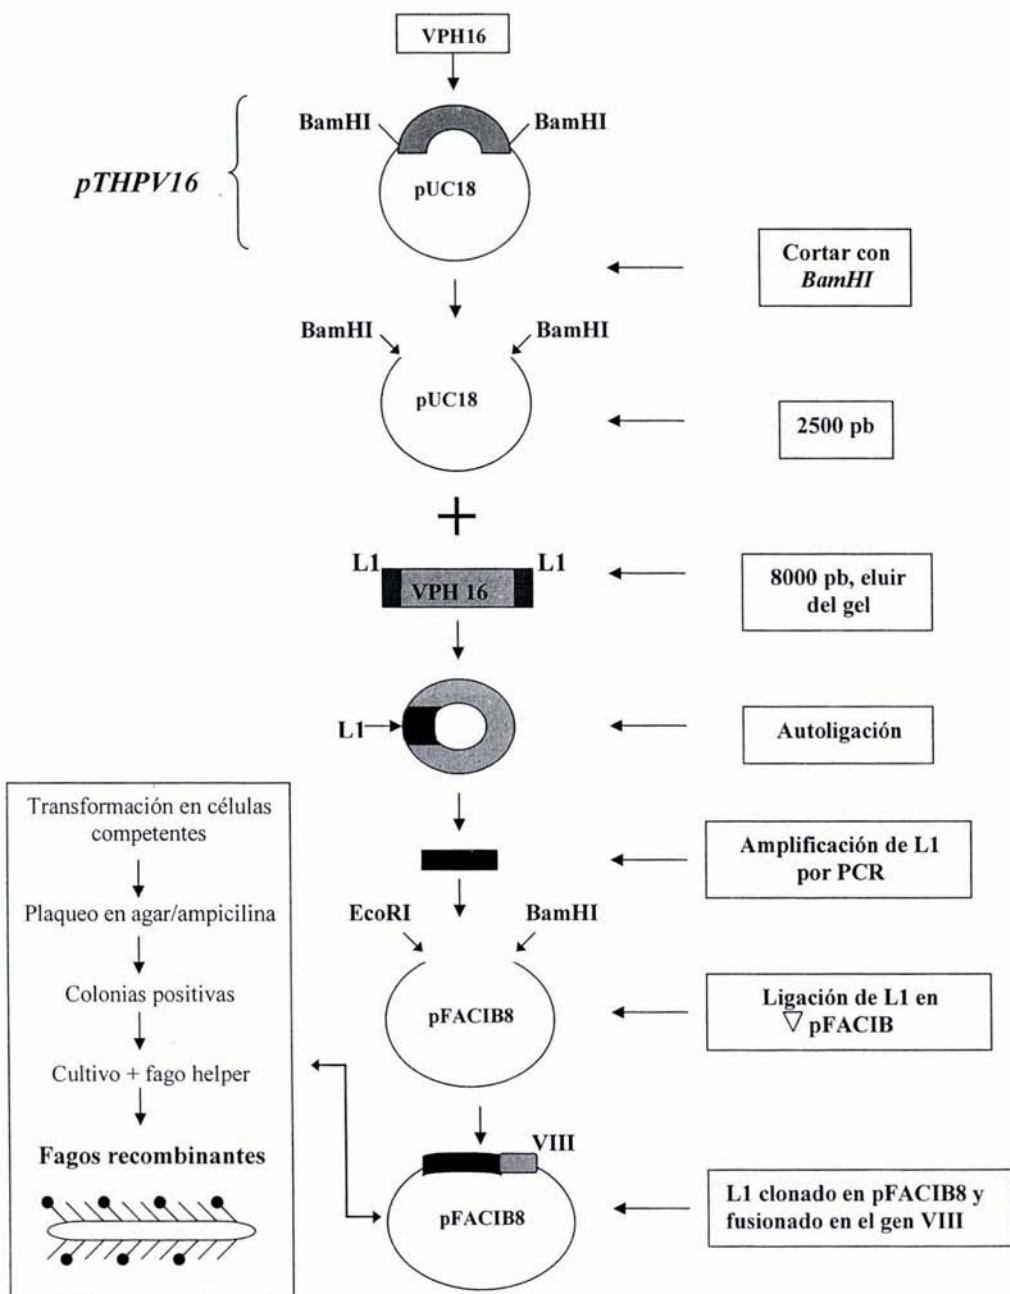 VPH16
BamHI
BamHI
pTHPV16
pUC18
Cortar con
BamHI
BamHI
BamHI
pUC18
2500 pb
L1
L1
VPH 16
8000 pb, eluir
del gel
L1
Autoligación
Amplificación de L1
por PCR
EcoRI
BamHI
pFACIB8
Ligación de L1 en
▽ pFACIB
VIII
pFACIB8
L1 clonado en pFACIB8 y
fusionado en el gen VIII
Transformación en células
competentes
Plaqueo en agar/ampicilina
Colonias positivas
Cultivo + fago helper
Fagos recombinantes